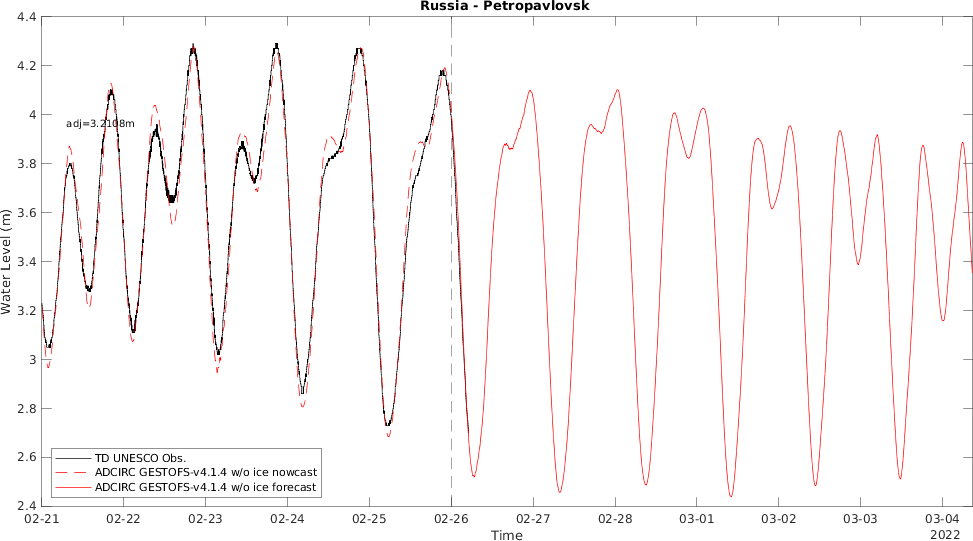 Russia - Petropavlovsk
4.4
4.2
4
3.8
3.6
3.4
3.2
3
2.8
2.6
2.4
Water Level (m)
adj=3.2108m
TD UNESCO Obs.
ADCIRC GESTOFS-v4.1.4 w/o ice nowcast
ADCIRC GESTOFS-v4.1.4 w/o ice forecast
02-21 02-22 02-23 02-24 02-25 02-26 02-27 02-28 03-01 03-02 03-03 03-04
Time
2022